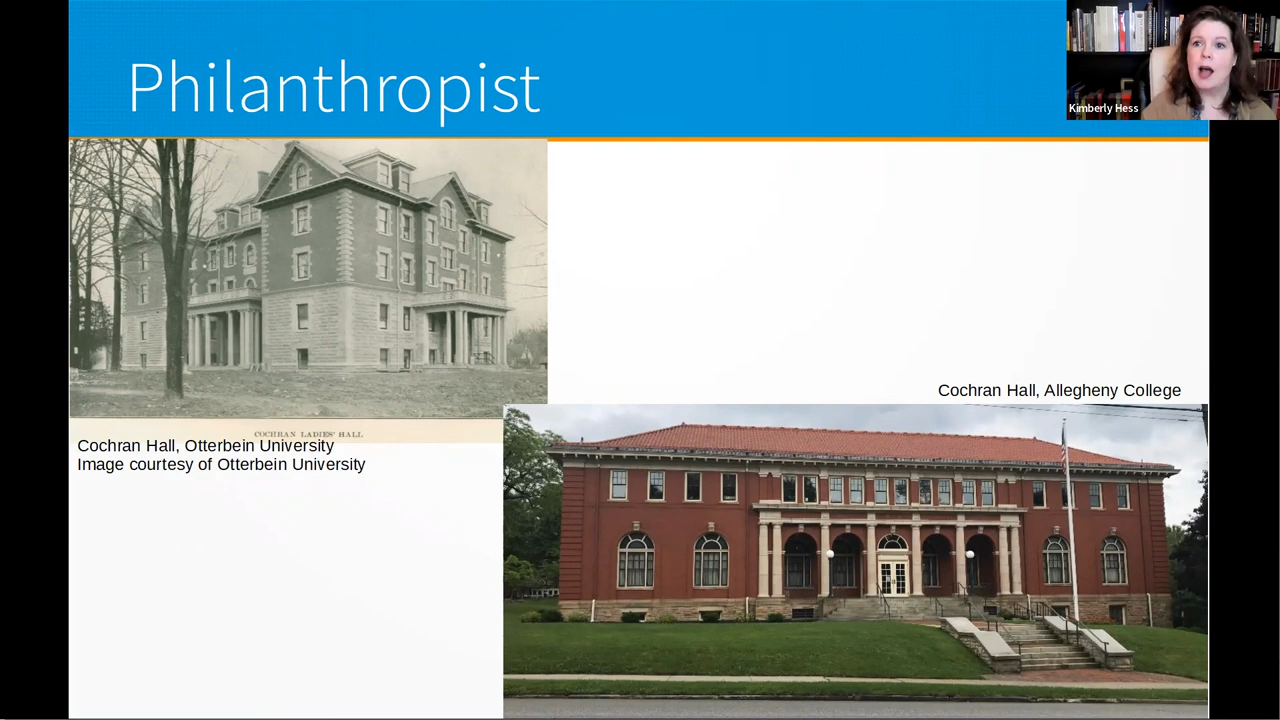 Philanthropist
Kimberly Hess
Cochran Hall, Allegheny College
COCHRAN LADIES' HALL
Cochran Hall, Otterbein University
Image courtesy of Otterbein University